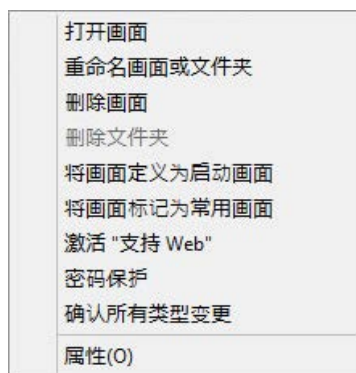 打开画面
重命名画面或文件夹
删除画面
删除文件夹
将画面定义为启动画面
将画面标记为常用画面
激活 "支持 Web"
密码保护
确认所有类型变更
属性(O)